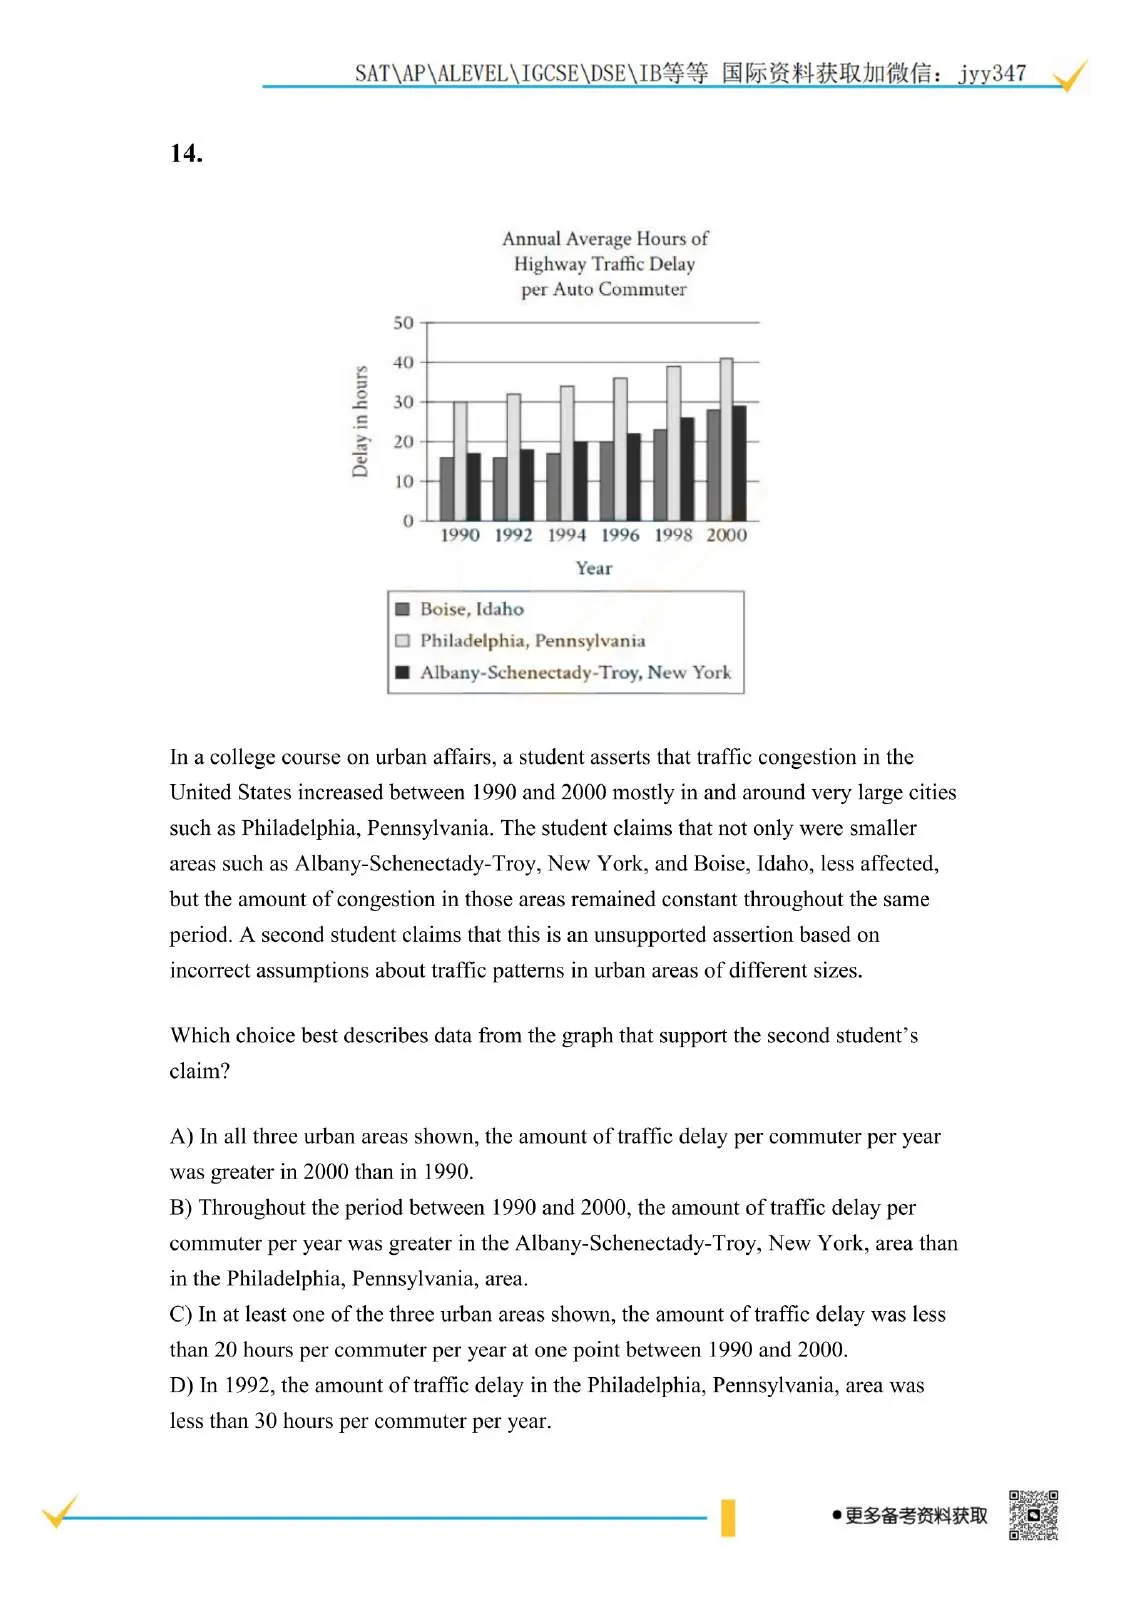 SAT\AP\ALEVEL\IGCSE\DSE\IB等等 国际资料获取加微信：jyy347
14.
Annual Average Hours of
Highway Traffic Delay
per Auto Commuter
50
40
30
20
10
0
Delay in hours
1990 1992 1994 1996 1998 2000
Year
Boise, Idaho
Philadelphia, Pennsylvania
Albany-Schenectady-Troy, New York
In a college course on urban affairs, a student asserts that traffic congestion in the
United States increased between 1990 and 2000 mostly in and around very large cities
such as Philadelphia, Pennsylvania. The student claims that not only were smaller
areas such as Albany-Schenectady-Troy, New York, and Boise, Idaho, less affected,
but the amount of congestion in those areas remained constant throughout the same
period. A second student claims that this is an unsupported assertion based on
incorrect assumptions about traffic patterns in urban areas of different sizes.
Which choice best describes data from the graph that support the second student’s
claim?
A) In all three urban areas shown, the amount of traffic delay per commuter per year
was greater in 2000 than in 1990.
B) Throughout the period between 1990 and 2000, the amount of traffic delay per
commuter per year was greater in the Albany-Schenectady-Troy, New York, area than
in the Philadelphia, Pennsylvania, area.
C) In at least one of the three urban areas shown, the amount of traffic delay was less
than 20 hours per commuter per year at one point between 1990 and 2000.
D) In 1992, the amount of traffic delay in the Philadelphia, Pennsylvania, area was
less than 30 hours per commuter per year.
●更多备考资料获取